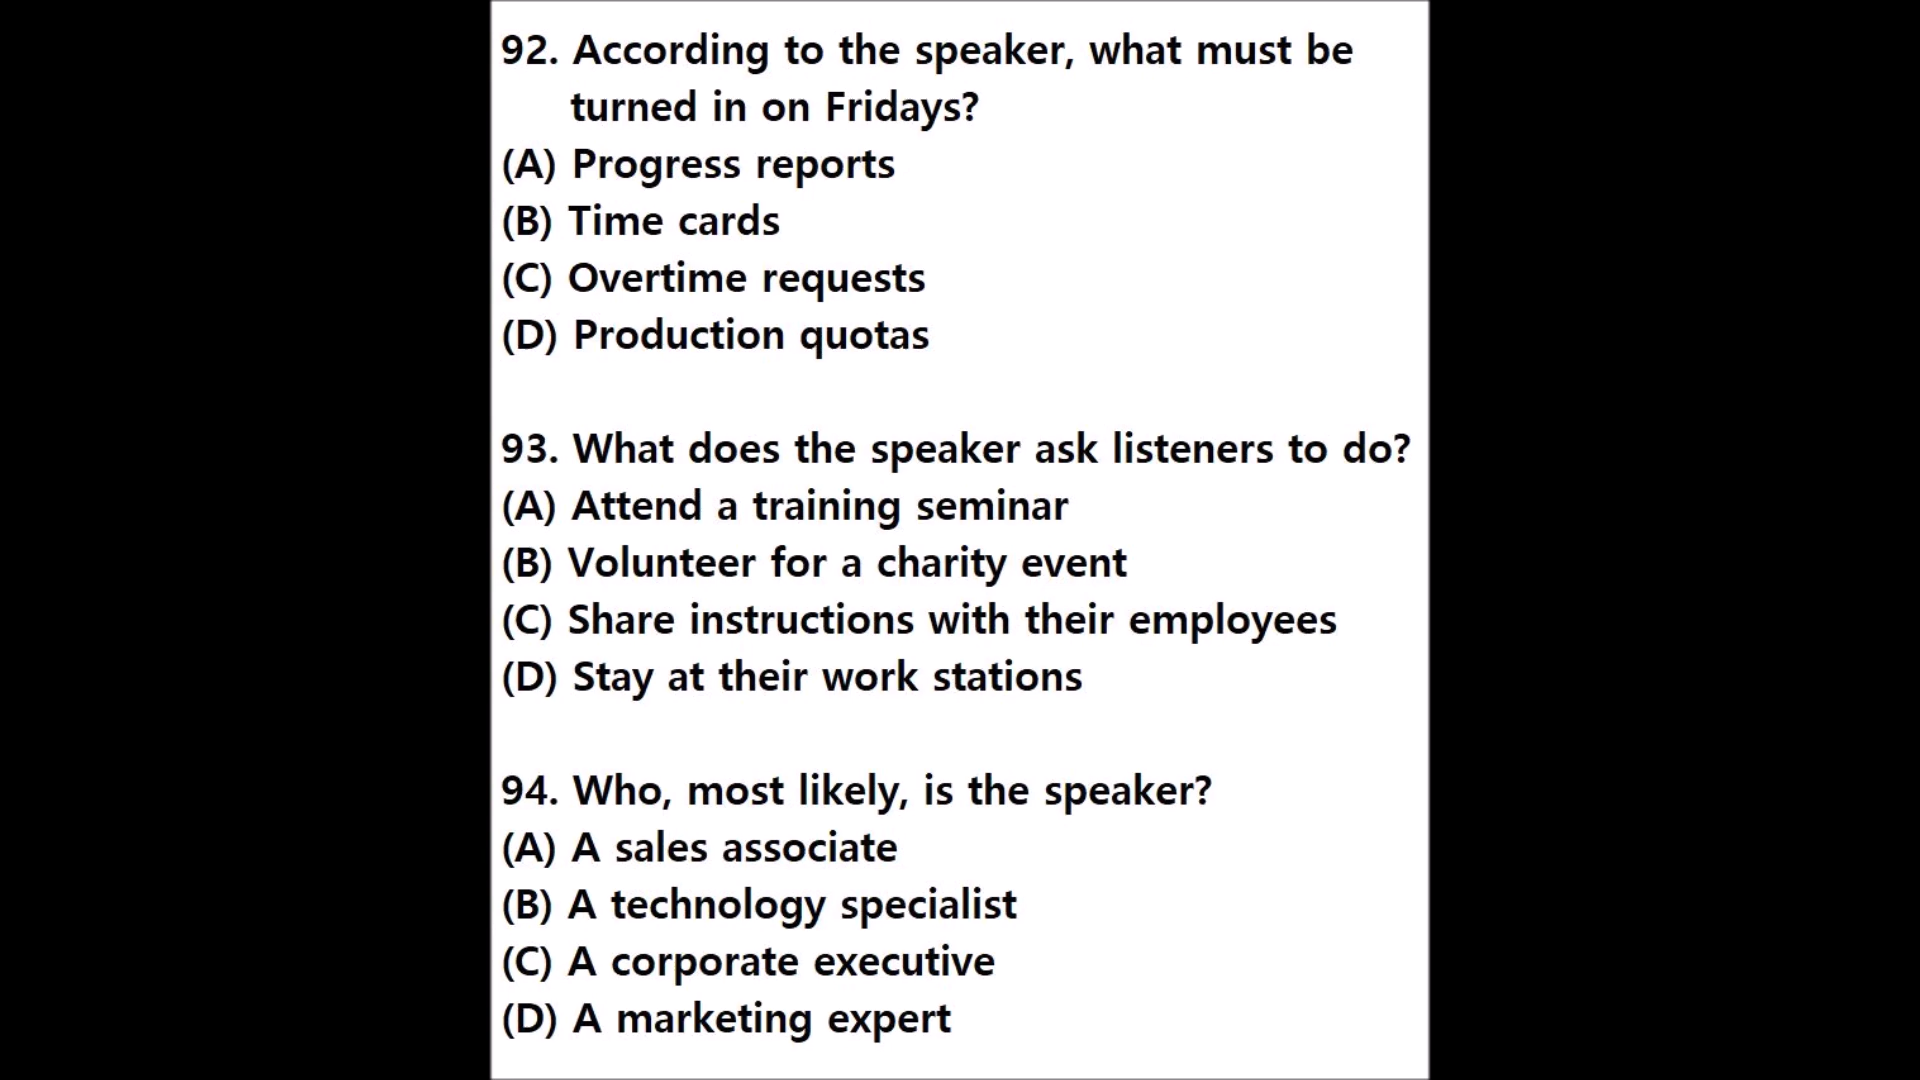 92. According to the speaker, what must be
turned in on Fridays?
(A) Progress reports
(B) Time cards
(C) Overtime requests
(D) Production quotas
93. What does the speaker ask listeners to do?
(A) Attend a training seminar
(B) Volunteer for a charity event
(C) Share instructions with their employees
(D) Stay at their work stations
94. Who, most likely, is the speaker?
(A) A sales associate
(B) A technology specialist
(C) A corporate executive
(D) A marketing expert